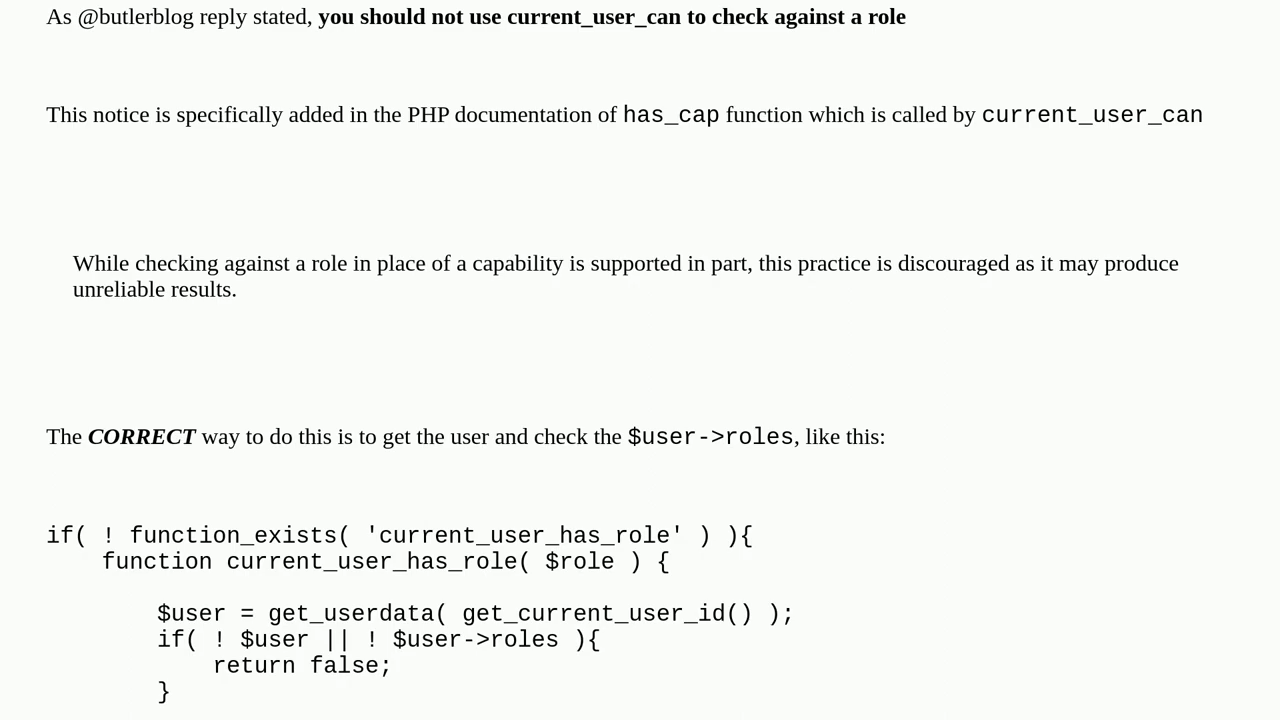 As @butlerblog reply stated, you should not use current_user_can to check against a role
This notice is specifically added in the PHP documentation of has_cap function which is called by current_user_can
While checking against a role in place of a capability is supported in part, this practice is discouraged as it may produce
unreliable results.
The CORRECT way to do this is to get the user and check the $user->roles, like this:
if( ! function_exists( 'current_user_has_role' ) ){
    function current_user_has_role( $role ) {
        $user = get_userdata( get_current_user_id() );
        if( ! $user || ! $user->roles ){
            return false;
        }